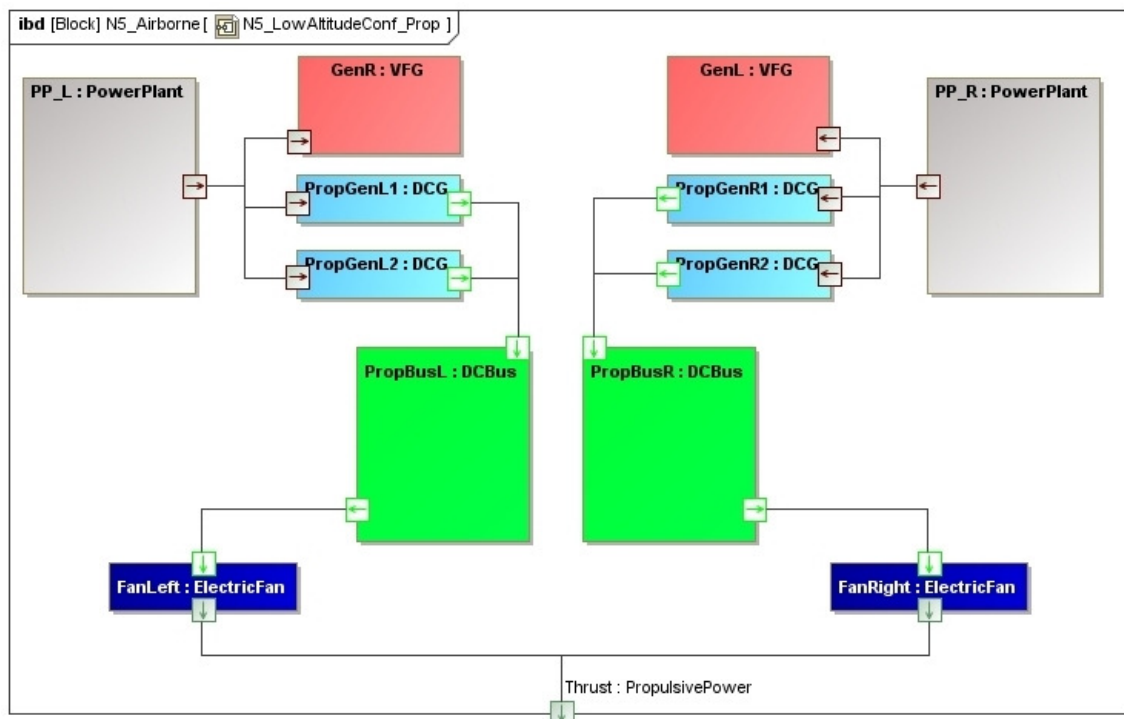 ibd [Block] N5_Airborne[ N5_LowAltitudeConf_Prop ]
PP_L : PowerPlant
GenR : VFG
GenL : VFG
PP_R : PowerPlant
PropGenL1 : DCG
PropGenR1 : DCG
PropGenL2 : DCG
PropGenR2 : DCG
PropBusL : DCBus
PropBusR : DCBus
FanLeft : ElectricFan
FanRight : ElectricFan
Thrust : PropulsivePower